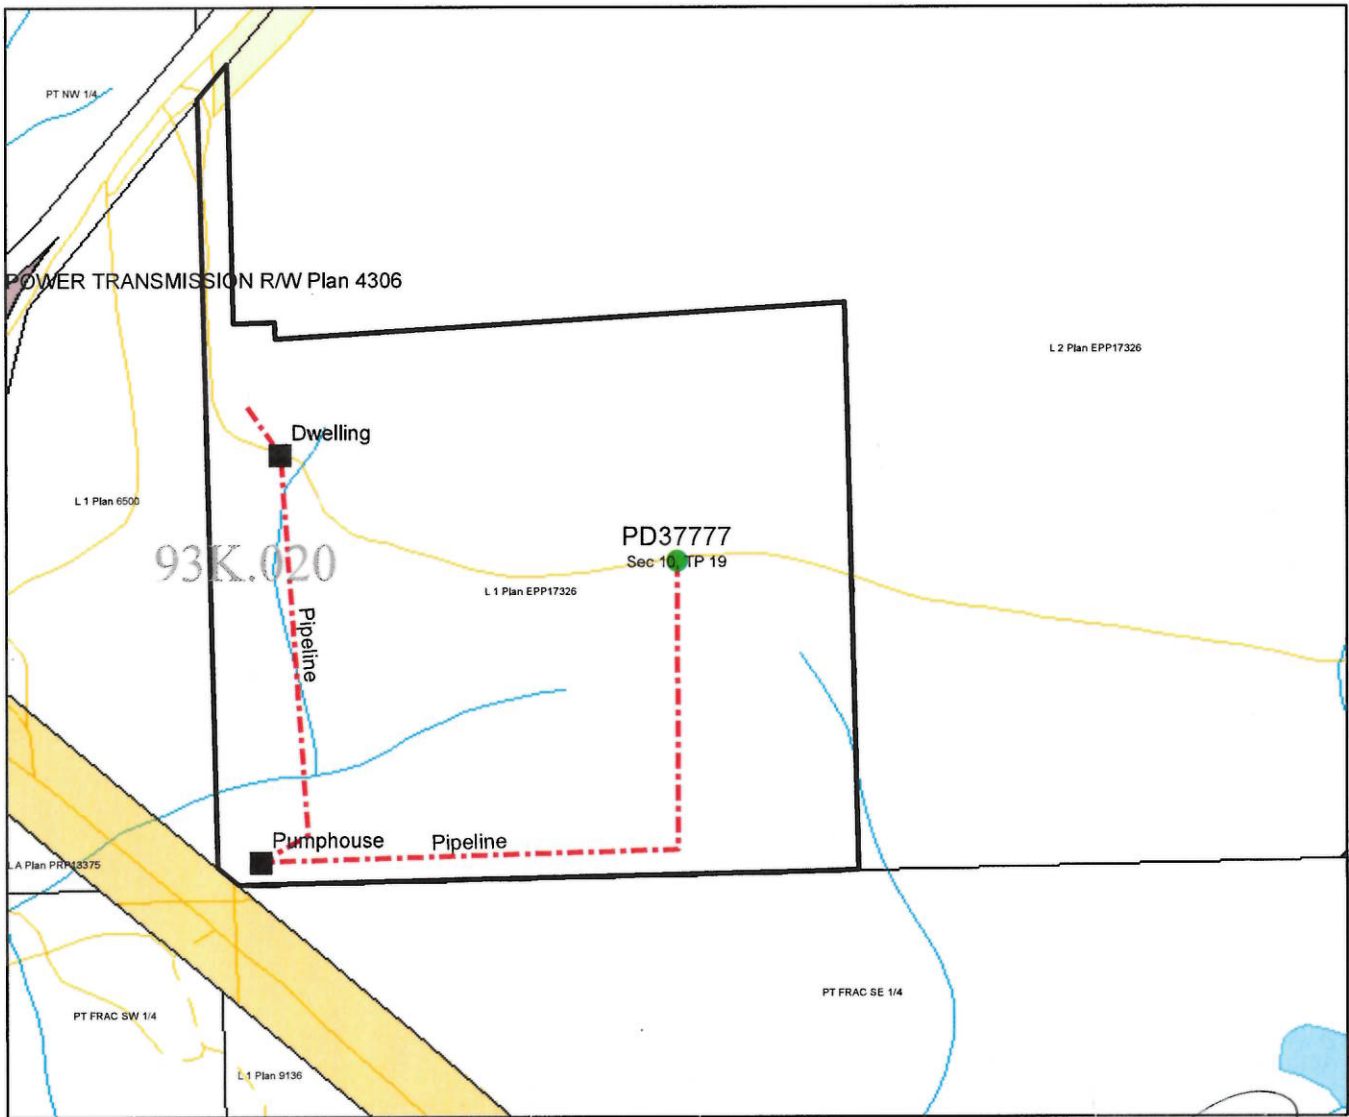 PT NW 1/4
POWER TRANSMISSION R/W Plan 4306
L 2 Plan EPP17326
Dwelling
L 1 Plan 6500
PD37777
Sec 10, TP 19
93K.020
L 1 Plan EPP17326
Pipeline
Pumphouse
Pipeline
L A Plan PRP13375
PT FRAC SE 1/4
PT FRAC SW 1/4
L 1 Plan 9136